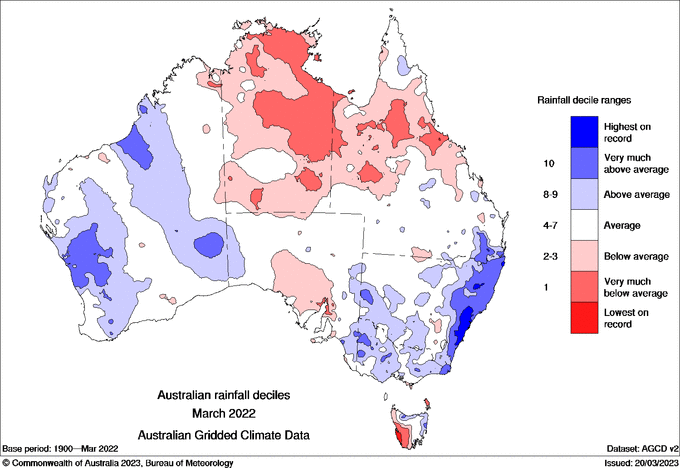 Rainfall decile ranges
Highest on
record
10
Very much
above average
8-9
Above average
4-7
Average
2-3
Below average
1
Very much
below average
Lowest on
record
Australian rainfall deciles
March 2022
Australian Gridded Climate Data
Base period: 1900—Mar 2022
Dataset: AGCD v2
© Commonwealth of Australia 2023, Bureau of Meteorology
Issued: 20/03/2023